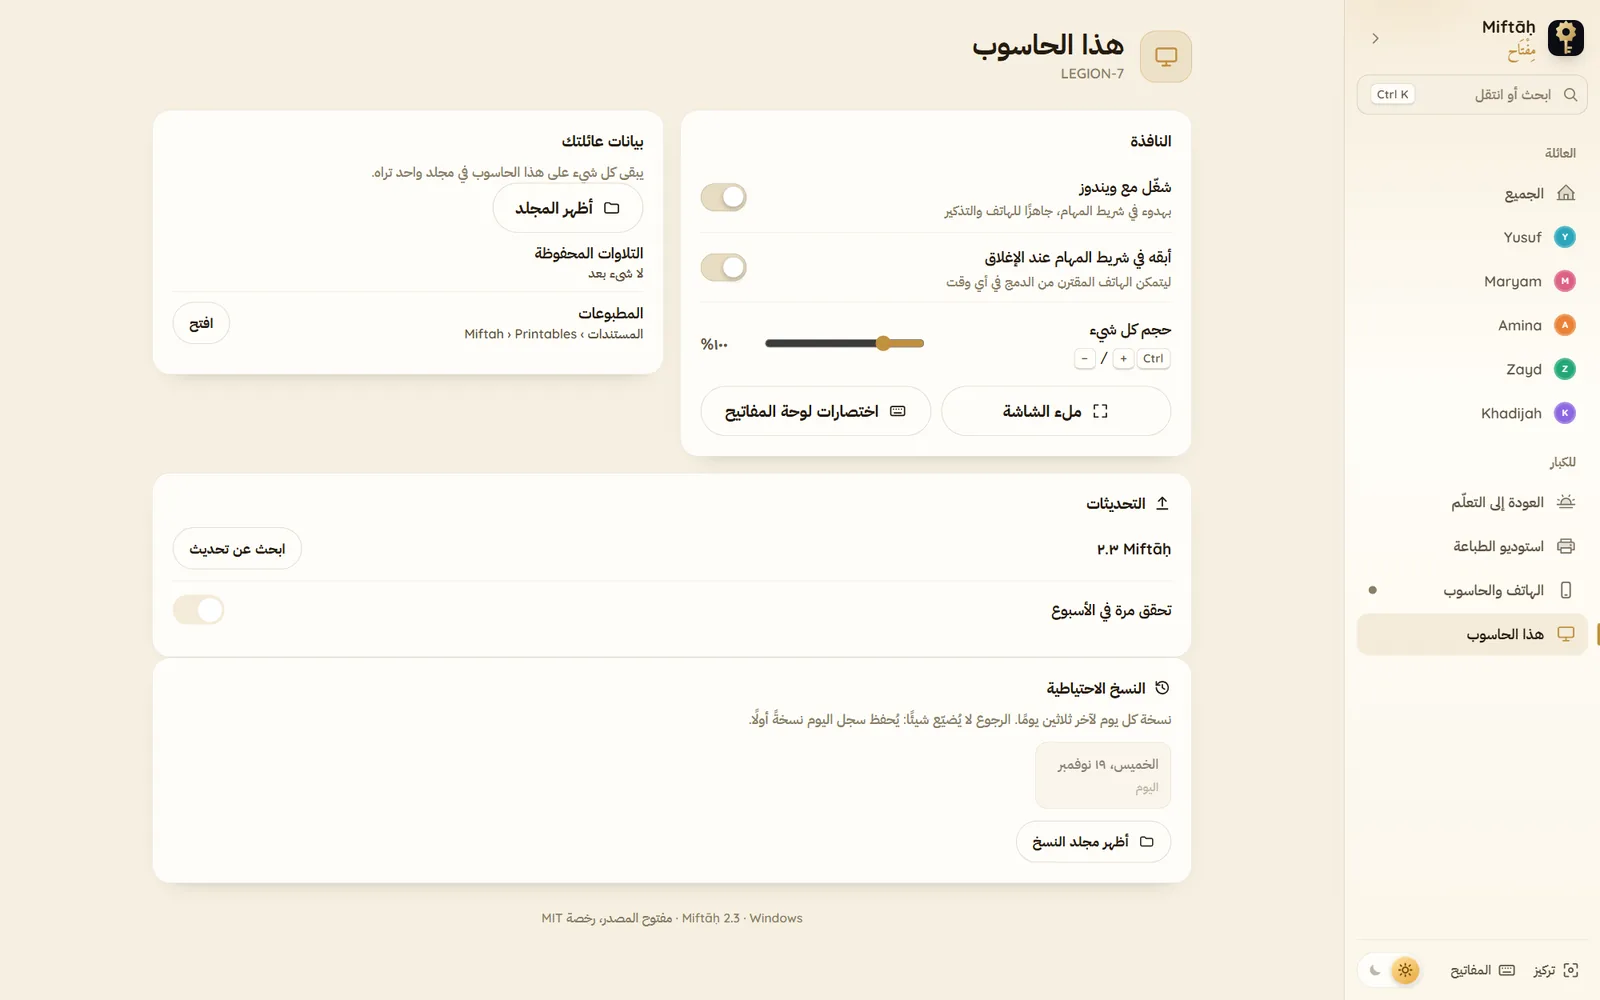 Miftāḥ
مِفْتَاح
ابحث أو انتقل
Ctrl K
العائلة
الجميع
Y Yusuf
M Maryam
A Amina
Z Zayd
K Khadijah
للكبار
العودة إلى التعلّم
استوديو الطباعة
الهاتف والحاسوب
هذا الحاسوب
تركيز
المفاتيح
هذا الحاسوب
LEGION-7
النافذة
شغّل مع ويندوز
بهدوء في شريط المهام، جاهزًا للهاتف والتذكير
أبقه في شريط المهام عند الإغلاق
ليتمكن الهاتف المقترن من الدمج في أي وقت
حجم كل شيء
Ctrl + / −
١٠٠%
ملء الشاشة
اختصارات لوحة المفاتيح
بيانات عائلتك
يبقى كل شيء على هذا الحاسوب في مجلد واحد تراه.
أظهر المجلد
التلاوات المحفوظة
لا شيء بعد
المطبوعات
المستندات › Miftah › Printables
افتح
التحديثات
Miftāḥ ٢.٣
ابحث عن تحديث
تحقق مرة في الأسبوع
النسخ الاحتياطية
نسخة كل يوم لآخر ثلاثين يومًا. الرجوع لا يُضيّع شيئًا: يُحفظ سجل اليوم نسخةً أولًا.
الخميس، ١٩ نوفمبر
اليوم
أظهر مجلد النسخ
Miftāḥ 2.3 · Windows · مفتوح المصدر، رخصة MIT